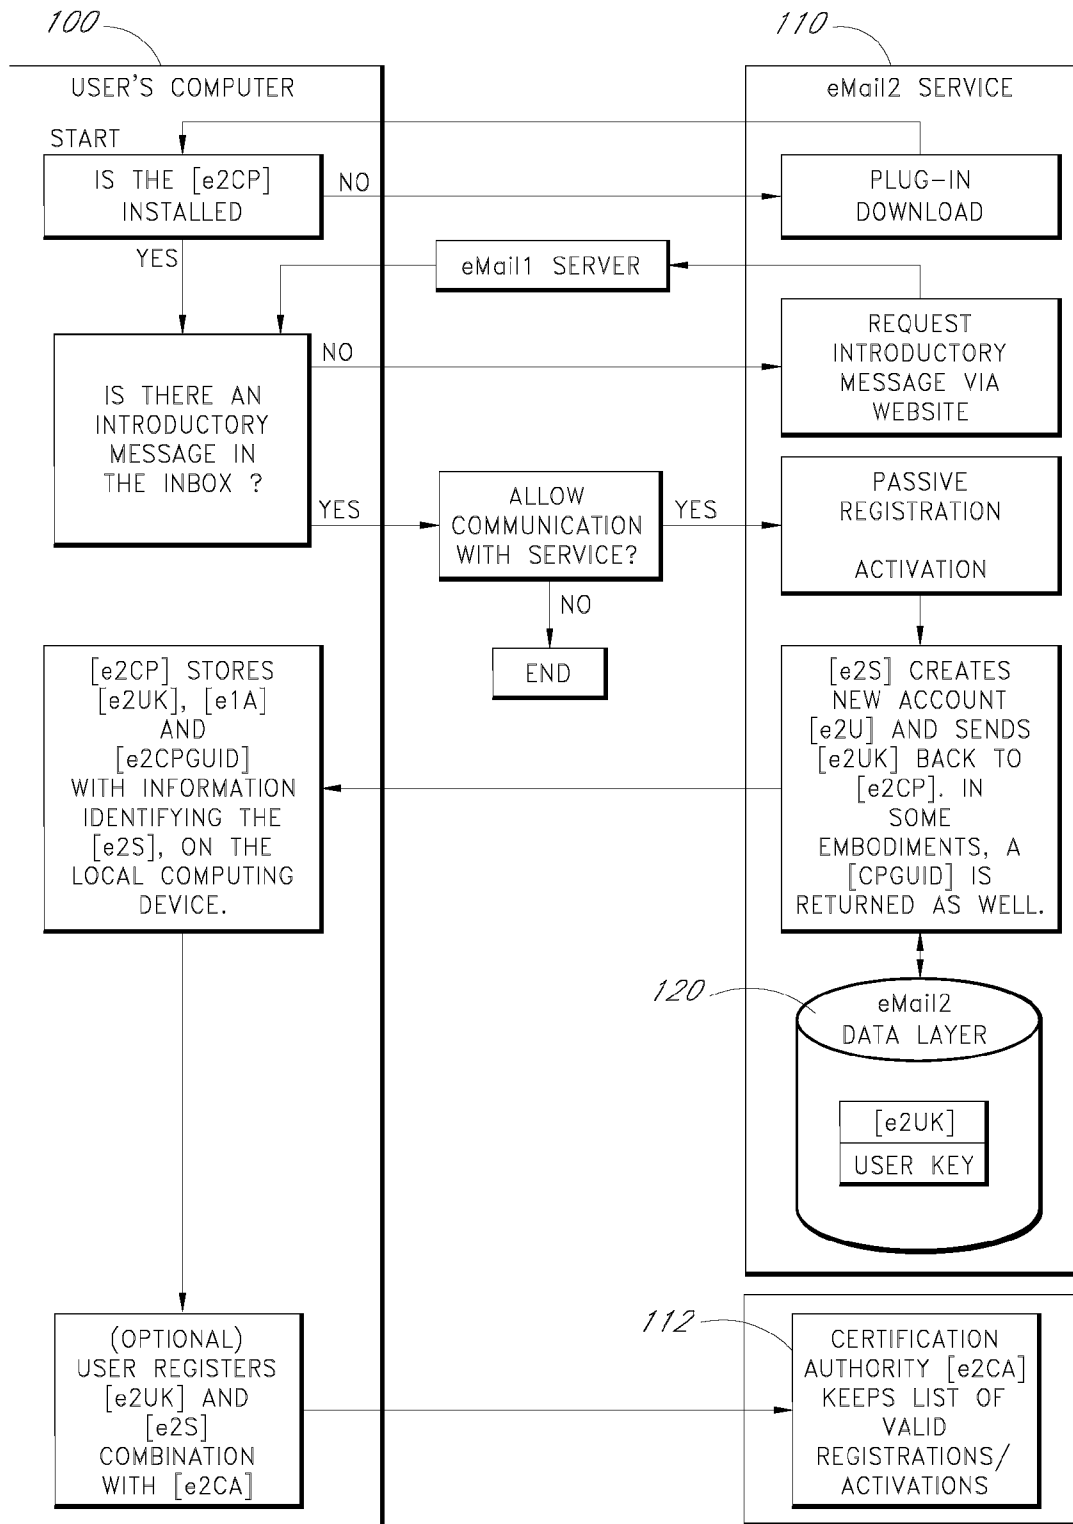 100
110
USER'S COMPUTER
eMail2 SERVICE
START
IS THE [e2CP]
INSTALLED
NO
PLUG-IN
DOWNLOAD
YES
eMail1 SERVER
IS THERE AN
INTRODUCTORY
MESSAGE IN
THE INBOX ?
NO
REQUEST
INTRODUCTORY
MESSAGE VIA
WEBSITE
YES
ALLOW
COMMUNICATION
WITH SERVICE?
YES
PASSIVE
REGISTRATION
ACTIVATION
NO
END
[e2CP] STORES
[e2UK], [e1A]
AND
[e2CPGUID]
WITH INFORMATION
IDENTIFYING THE
[e2S], ON THE
LOCAL COMPUTING
DEVICE.
[e2S] CREATES
NEW ACCOUNT
[e2U] AND SENDS
[e2UK] BACK TO
[e2CP]. IN
SOME
EMBODIMENTS, A
[CPGUID] IS
RETURNED AS WELL.
120
eMail2
DATA LAYER
[e2UK]
USER KEY
(OPTIONAL)
USER REGISTERS
[e2UK] AND
[e2S]
COMBINATION
WITH [e2CA]
112
CERTIFICATION
AUTHORITY [e2CA]
KEEPS LIST OF
VALID
REGISTRATIONS/
ACTIVATIONS